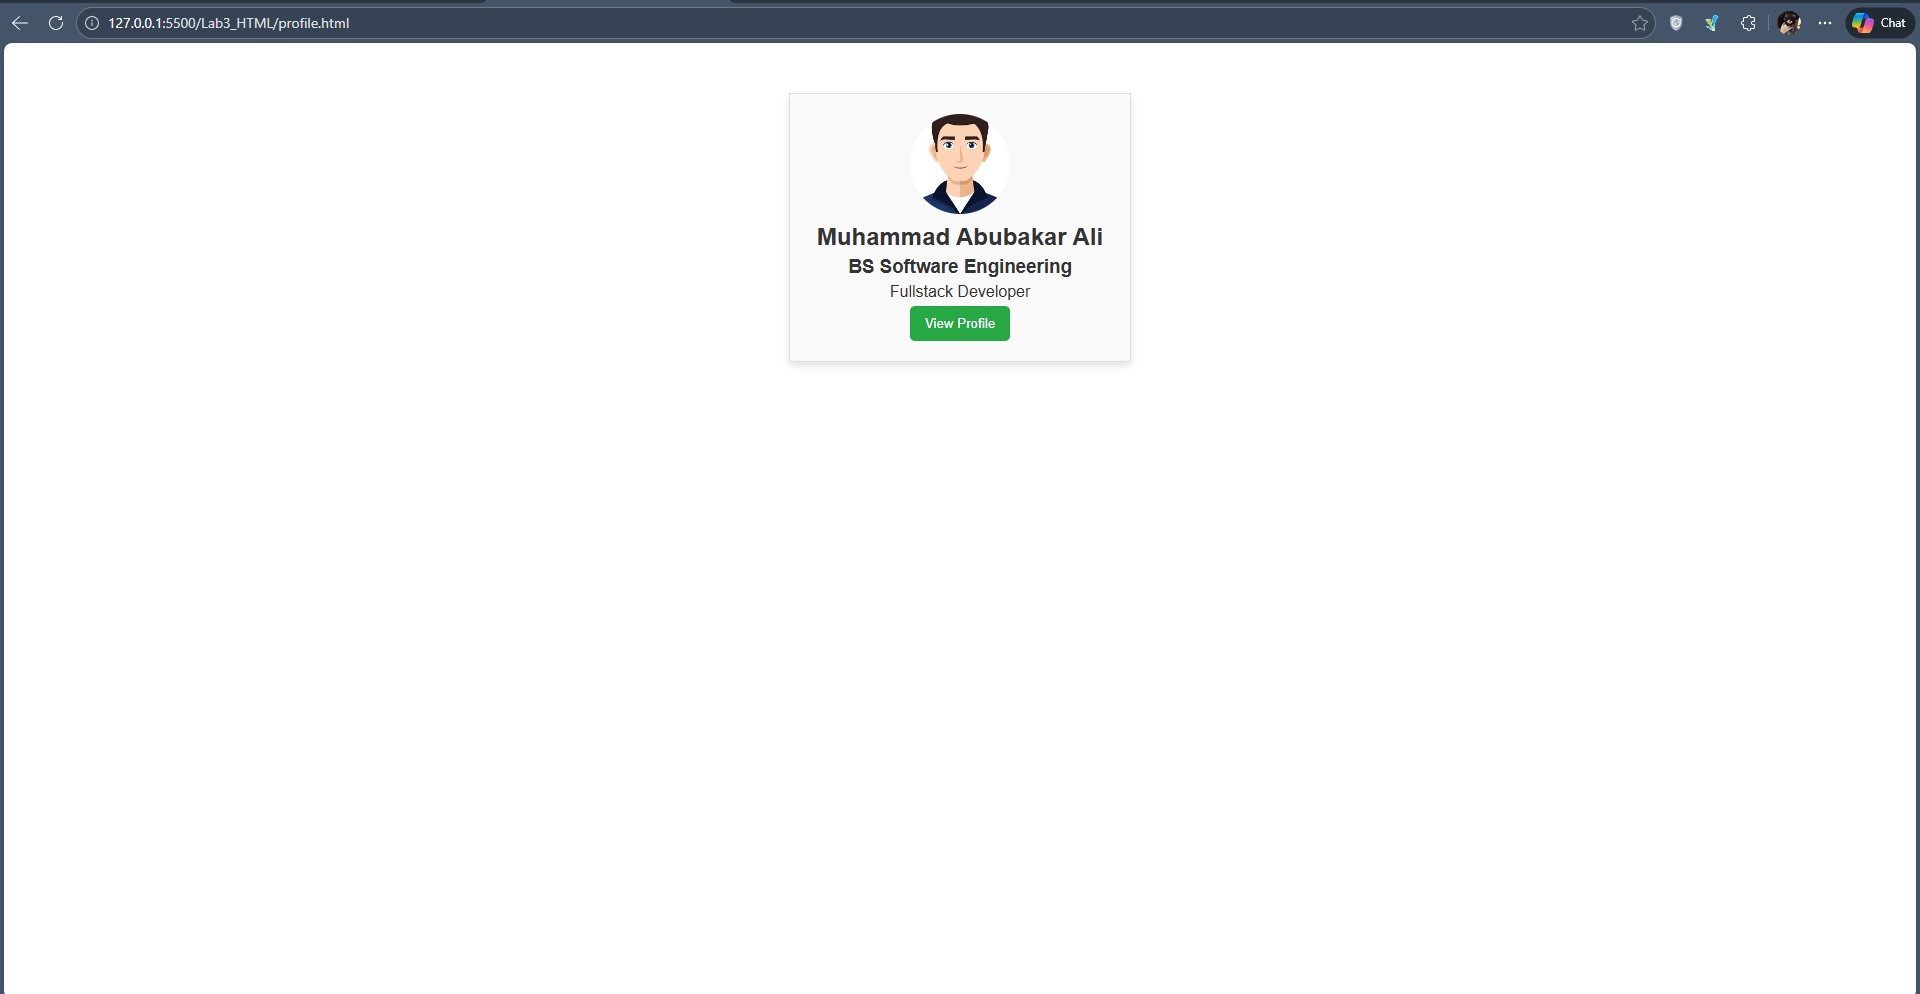 127.0.0.1:5500/Lab3_HTML/profile.html
Chat
Muhammad Abubakar Ali
BS Software Engineering
Fullstack Developer
View Profile